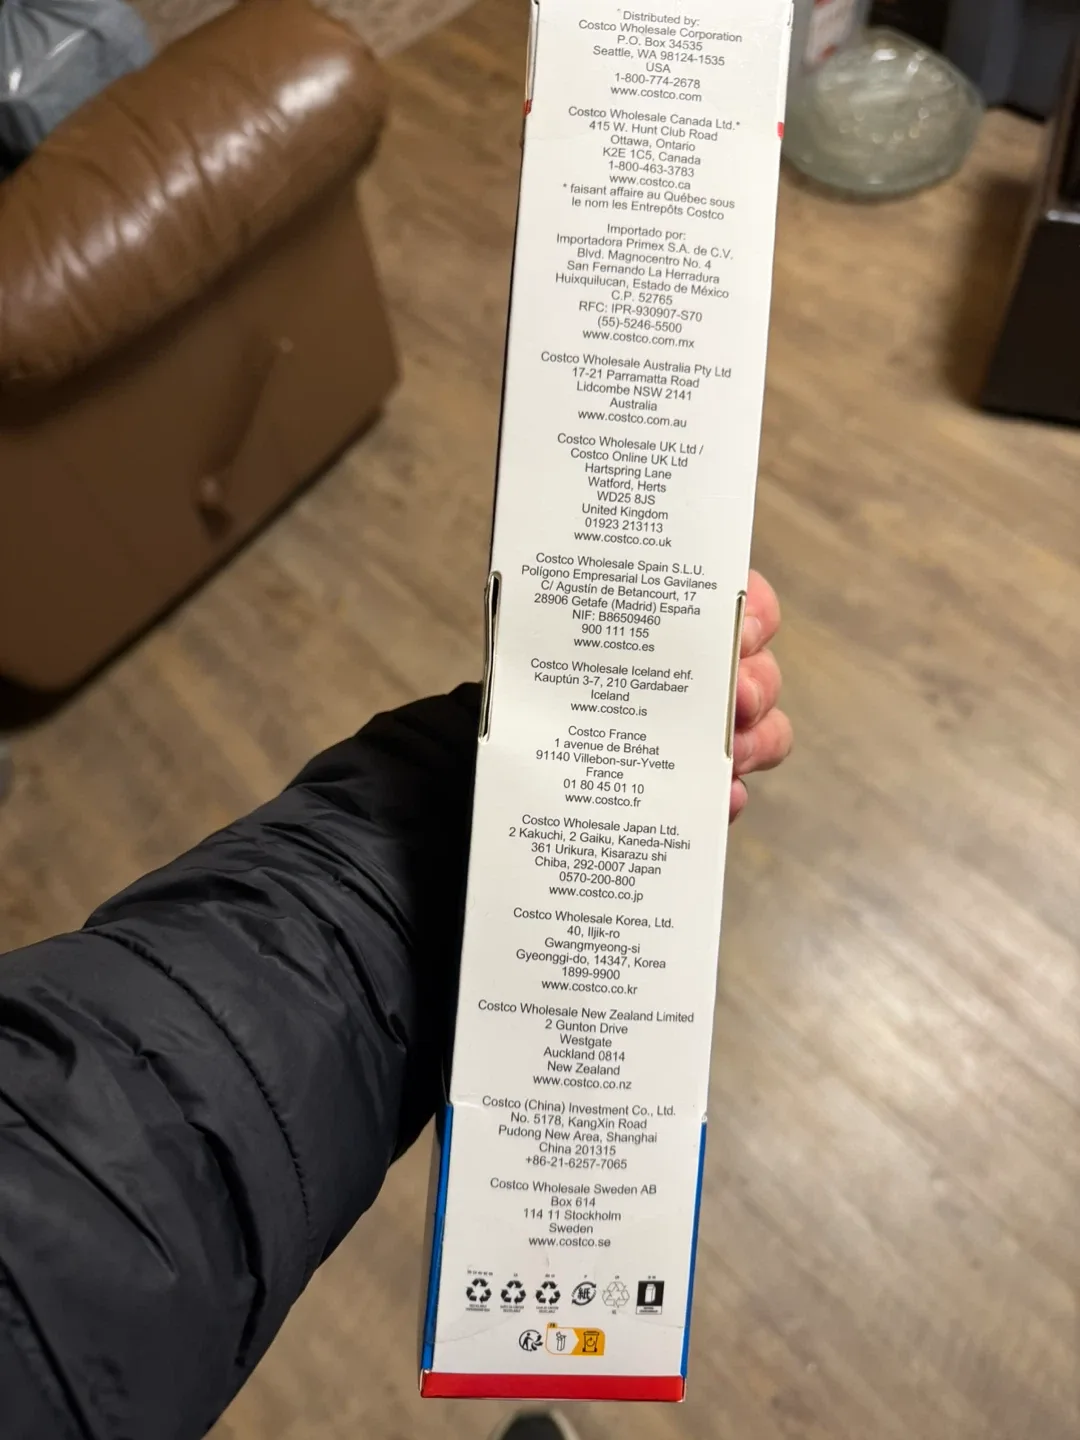 * Distributed by:
Costco Wholesale Corporation
P.O. Box 34535
Seattle, WA 98124-1535
USA
1-800-774-2678
www.costco.com
Costco Wholesale Canada Ltd.*
415 W. Hunt Club Road
Ottawa, Ontario
K2E 1C5, Canada
1-800-463-3783
www.costco.ca
* faisant affaire au Québec sous
le nom les Entrepôts Costco
Importado por:
Importadora Primex S.A. de C.V.
Blvd. Magnocentro No. 4
San Fernando La Herradura
Huixquilucan, Estado de México
C.P. 52765
RFC: IPR-930907-S70
(55)-5246-5500
www.costco.com.mx
Costco Wholesale Australia Pty Ltd
17-21 Parramatta Road
Lidcombe NSW 2141
Australia
www.costco.com.au
Costco Wholesale UK Ltd /
Costco Online UK Ltd
Hartspring Lane
Watford, Herts
WD25 8JS
United Kingdom
01923 213113
www.costco.co.uk
Costco Wholesale Spain S.L.U.
Polígono Empresarial Los Gavilanes
C/ Agustín de Betancourt, 17
28906 Getafe (Madrid) España
NIF: B86509460
900 111 155
www.costco.es
Costco Wholesale Iceland ehf.
Kauptún 3-7, 210 Gardabaer
Iceland
www.costco.is
Costco France
1 avenue de Bréhat
91140 Villebon-sur-Yvette
France
01 80 45 01 10
www.costco.fr
Costco Wholesale Japan Ltd.
2 Kakuchi, 2 Gaiku, Kaneda-Nishi
361 Urikura, Kisarazu shi
Chiba, 292-0007 Japan
0570-200-800
www.costco.co.jp
Costco Wholesale Korea, Ltd.
40, Iljik-ro
Gwangmyeong-si
Gyeonggi-do, 14347, Korea
1899-9900
www.costco.co.kr
Costco Wholesale New Zealand Limited
2 Gunton Drive
Westgate
Auckland 0814
New Zealand
www.costco.co.nz
Costco (China) Investment Co., Ltd.
No. 5178, KangXin Road
Pudong New Area, Shanghai
China 201315
+86-21-6257-7065
Costco Wholesale Sweden AB
Box 614
114 11 Stockholm
Sweden
www.costco.se
紙